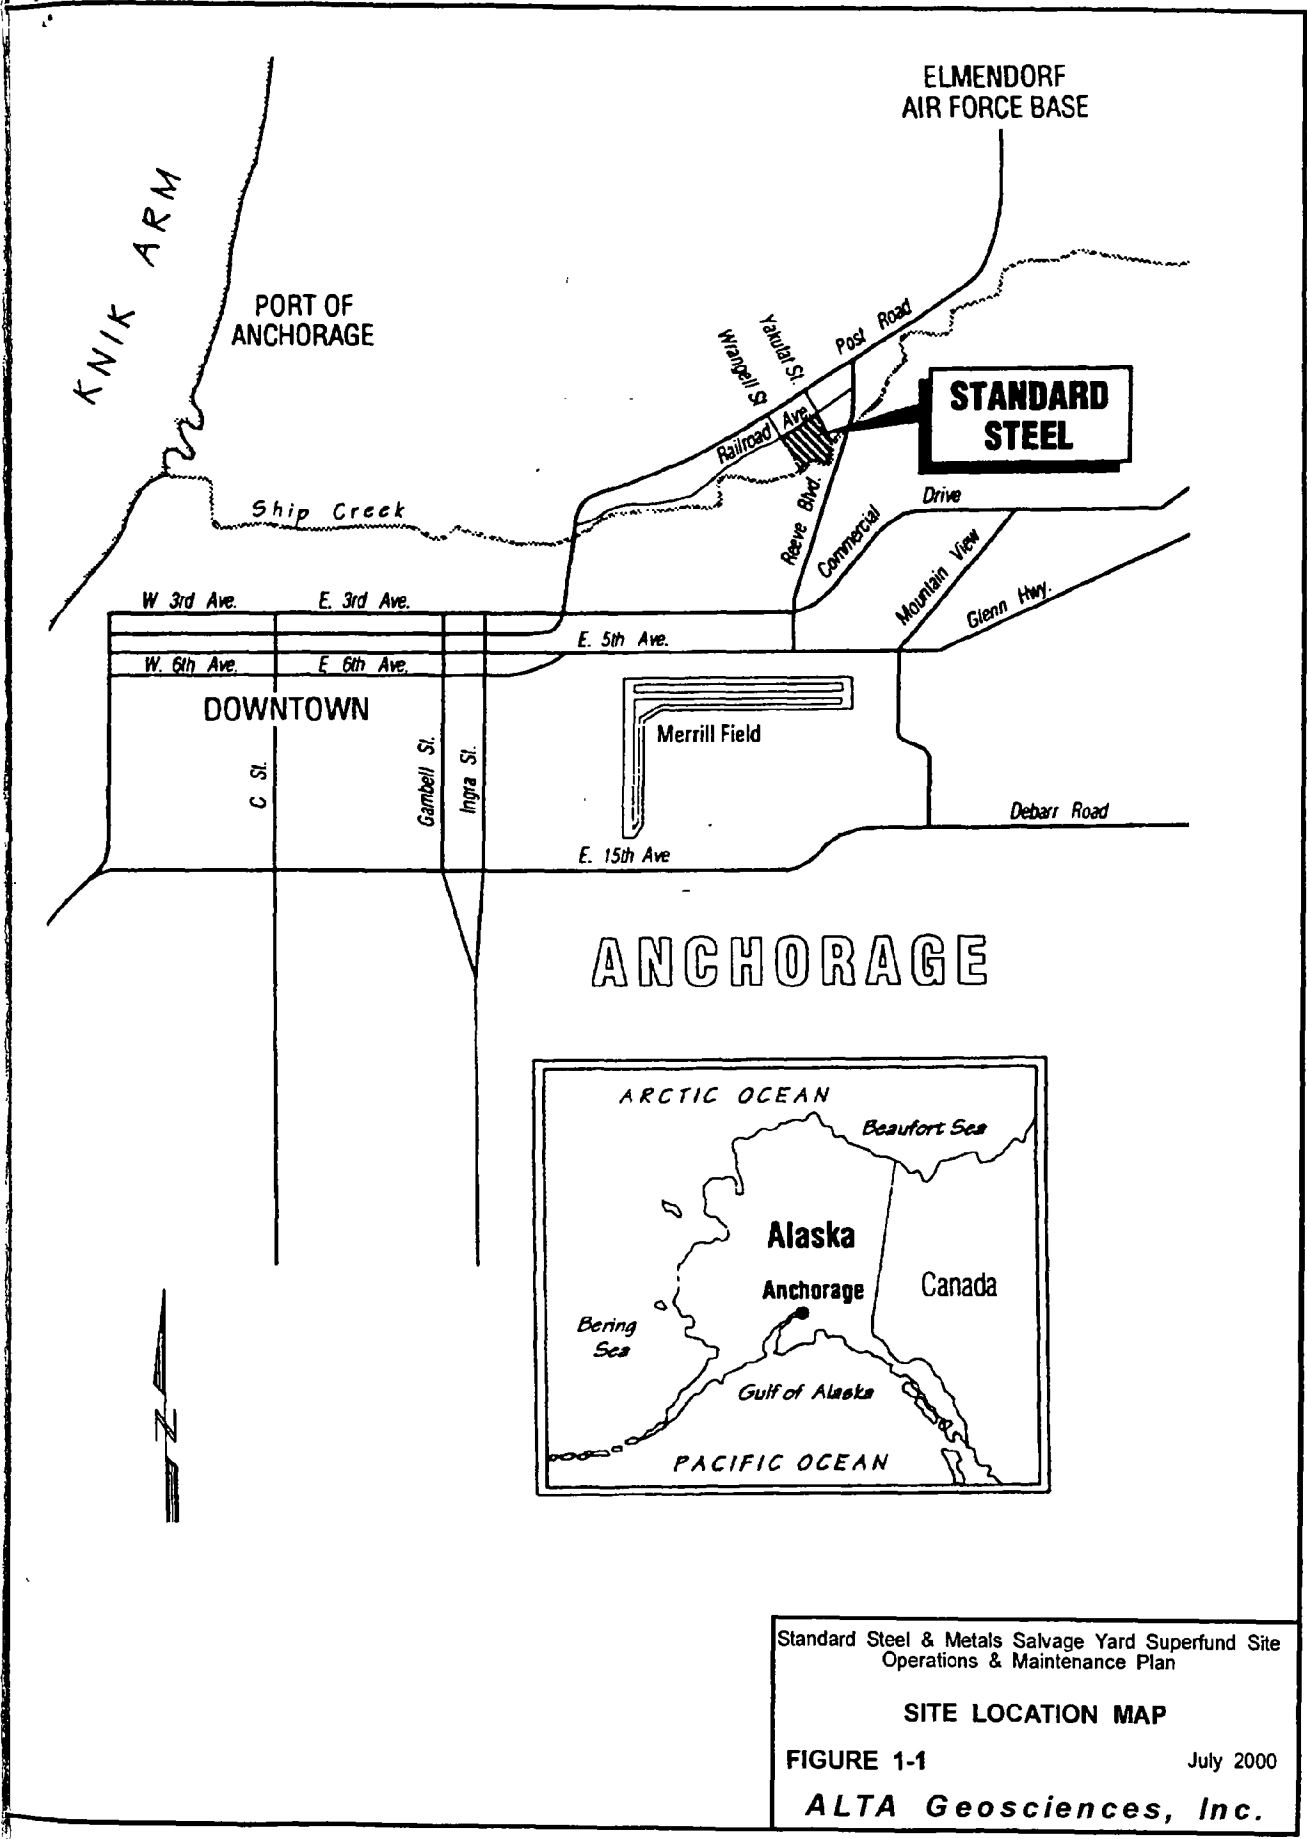 ELMENDORF
AIR FORCE BASE
KNIK ARM
PORT OF
ANCHORAGE
Post Road
Yakutat St.
Wrangell St
Railroad Ave
STANDARD
STEEL
Ship Creek
Reeve Blvd.
Commercial Drive
Mountain View
Glenn Hwy.
W 3rd Ave.
E. 3rd Ave.
E. 5th Ave.
W. 6th Ave.
E 6th Ave.
DOWNTOWN
Merrill Field
C St.
Gambell St.
Ingra St.
Debarr Road
E. 15th Ave
ANCHORAGE
ARCTIC OCEAN
Beaufort Sea
Alaska
Anchorage
Canada
Bering
Sea
Gulf of Alaska
PACIFIC OCEAN
N
Standard Steel & Metals Salvage Yard Superfund Site
Operations & Maintenance Plan
SITE LOCATION MAP
FIGURE 1-1
July 2000
ALTA Geosciences, Inc.